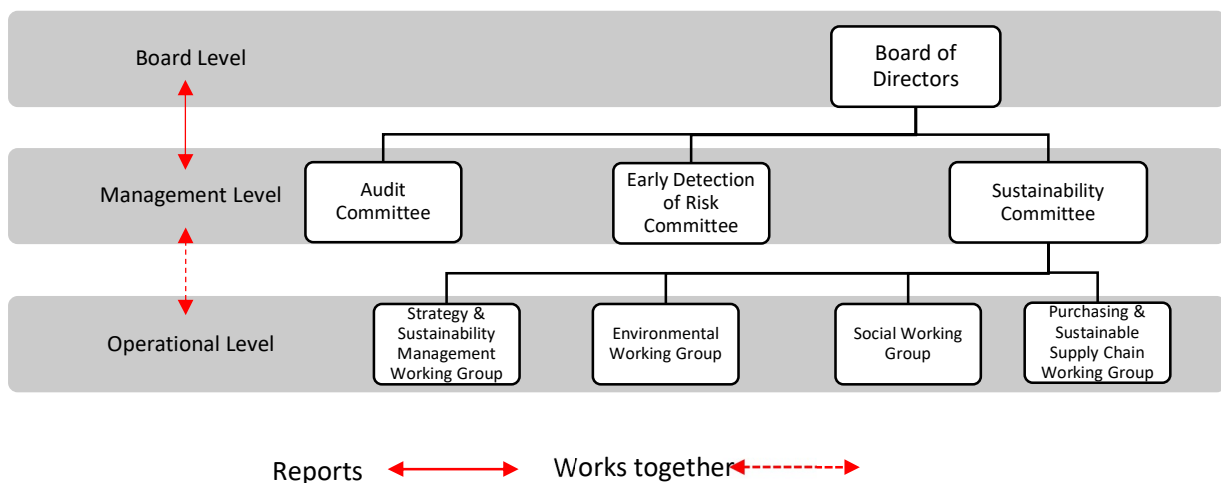 Board Level
Board of
Directors
Management Level
Audit
Committee
Early Detection
of Risk
Committee
Sustainability
Committee
Operational Level
Strategy &
Sustainability
Management
Working Group
Environmental
Working Group
Social Working
Group
Purchasing &
Sustainable
Supply Chain
Working Group
Reports
Works together